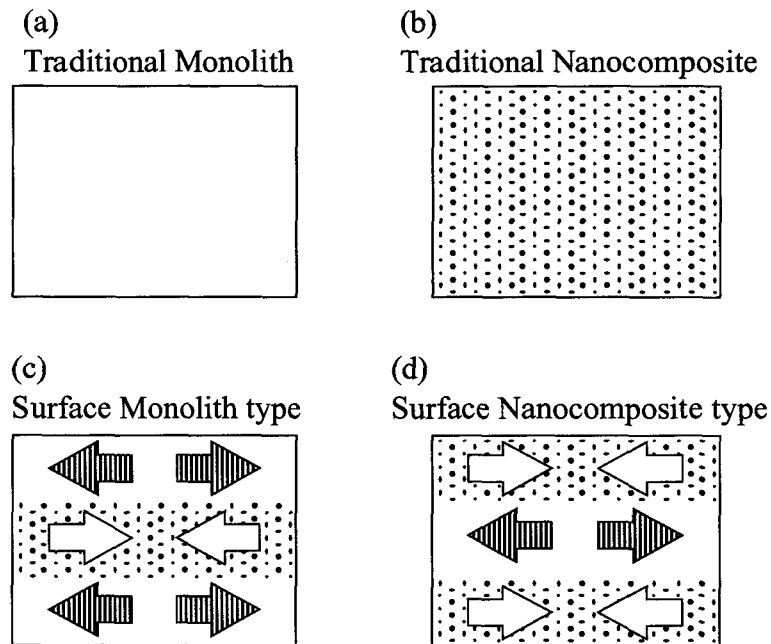 (a)
Traditional Monolith
(b)
Traditional Nanocomposite
(c)
Surface Monolith type
(d)
Surface Nanocomposite type